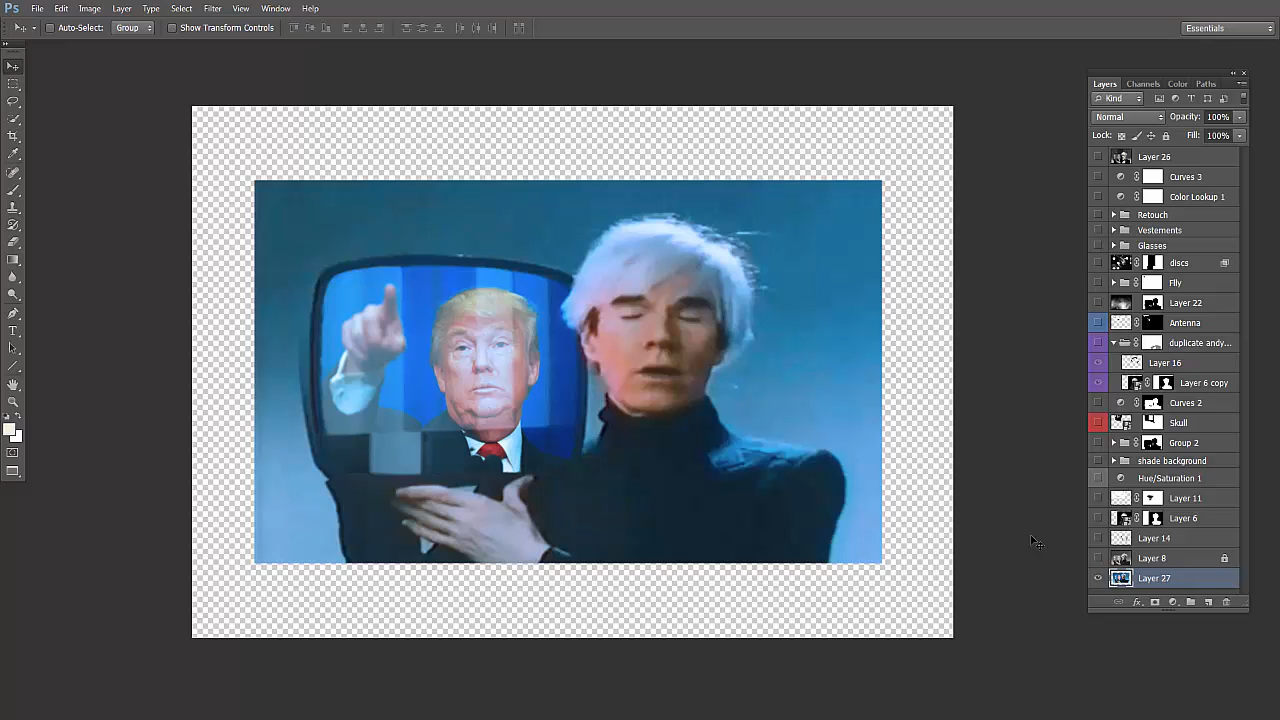 Ps File Edit Image Layer Type Select Filter View Window Help
Auto-Select: Group Show Transform Controls Essentials
Layers Channels Color Paths
Kind
Normal Opacity: 100%
Lock: Fill: 100%
Layer 26
Curves 3
Color Lookup 1
Retouch
Vestements
Glasses
discs
Layer 22
Antenna
duplicate andy...
Layer 16
Layer 6 copy
Curves 2
Skull
Group 2
shade background
Hue/Saturation 1
Layer 11
Layer 6
Layer 14
Layer 8
Layer 27